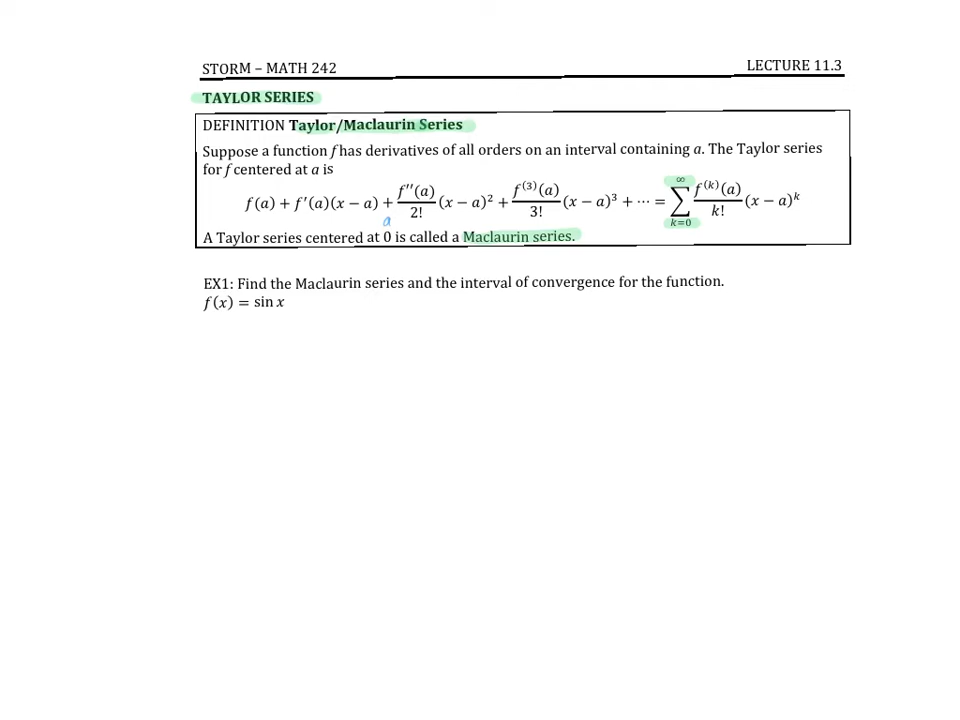 STORM – MATH 242 LECTURE 11.3
TAYLOR SERIES
DEFINITION Taylor/Maclaurin Series
Suppose a function f has derivatives of all orders on an interval containing a. The Taylor series
for f centered at a is
f(a) + f′(a)(x − a) + f′′(a)/2! (x − a)² + f⁽³⁾(a)/3! (x − a)³ + ⋯ = ∑_{k=0}^{∞} f⁽ᵏ⁾(a)/k! (x − a)ᵏ
a
A Taylor series centered at 0 is called a Maclaurin series.
EX1: Find the Maclaurin series and the interval of convergence for the function.
f(x) = sin x